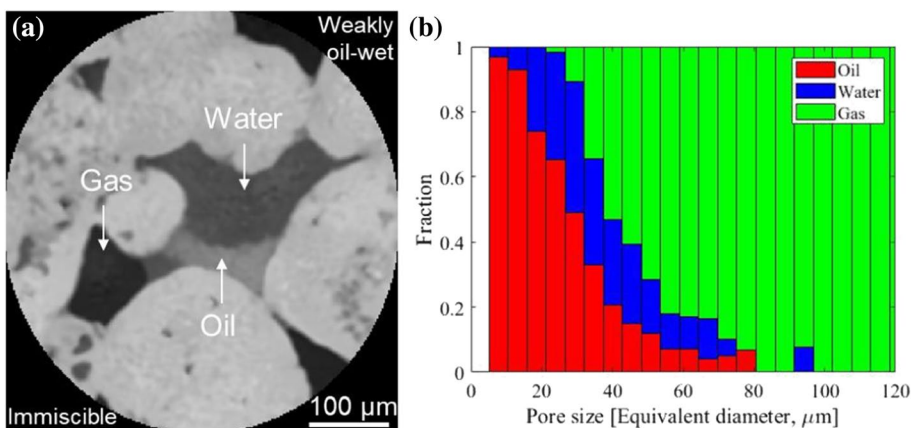 (a)
Weakly
oil-wet
Water
Gas
Oil
Immiscible
100 μm
(b)
1
0.8
0.6
0.4
0.2
0
Fraction
Oil
Water
Gas
0 20 40 60 80 100 120
Pore size [Equivalent diameter, μm]